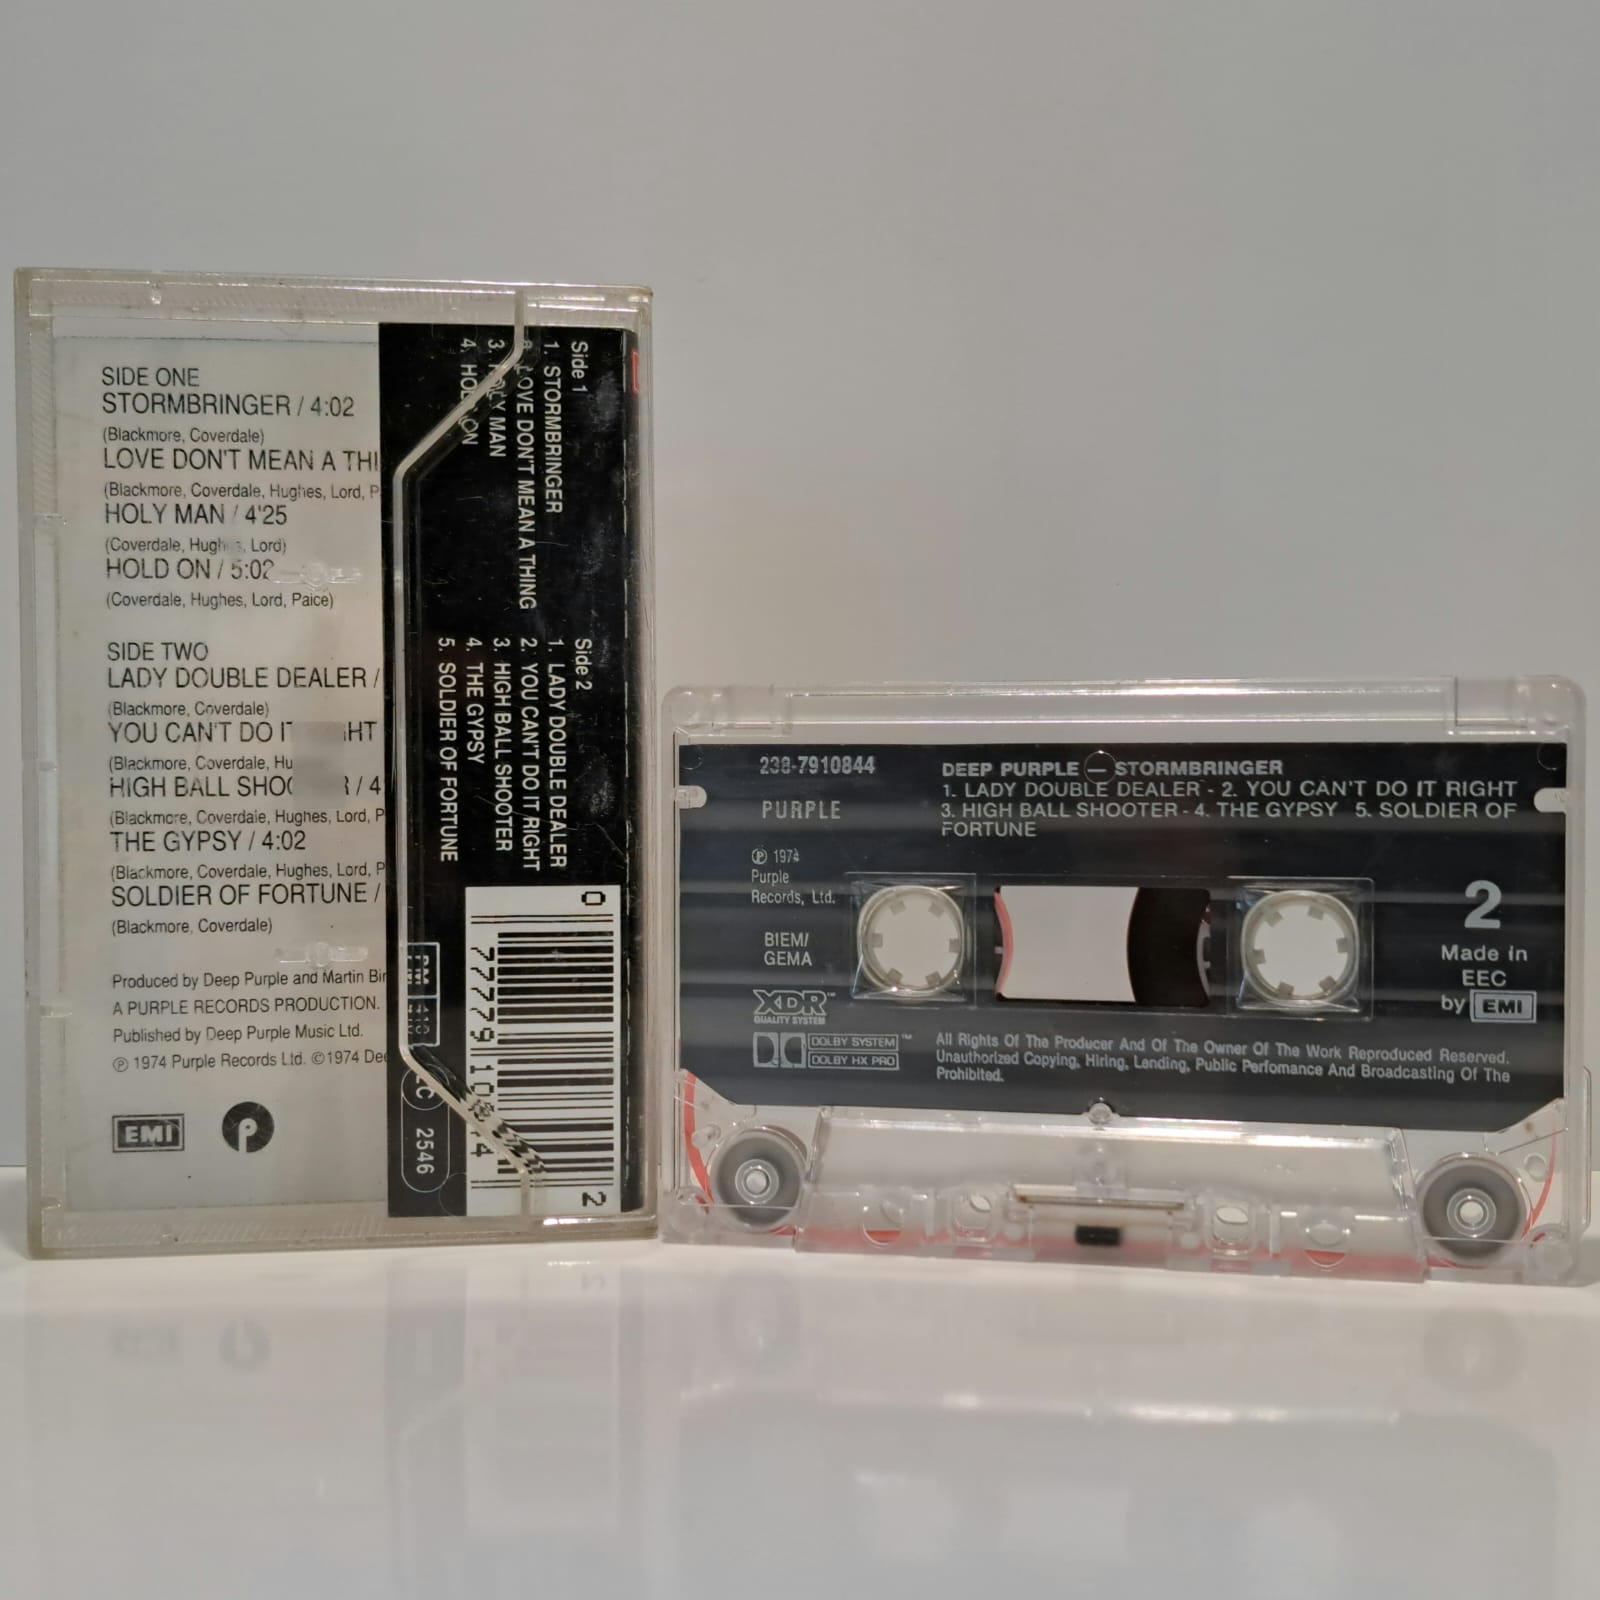 SIDE ONE
STORMBRINGER / 4:02
(Blackmore, Coverdale)
LOVE DON'T MEAN A THI
(Blackmore, Coverdale, Hughes, Lord, P
HOLY MAN / 4'25
(Coverdale, Hughes, Lord)
HOLD ON / 5:02
(Coverdale, Hughes, Lord, Paice)
SIDE TWO
LADY DOUBLE DEALER /
(Blackmore, Coverdale)
YOU CAN'T DO IT HT
(Blackmore, Coverdale, Hu
HIGH BALL SHOO R / 4
(Blackmore, Coverdale, Hughes, Lord, P
THE GYPSY / 4:02
(Blackmore, Coverdale, Hughes, Lord, P
SOLDIER OF FORTUNE /
(Blackmore, Coverdale)
Produced by Deep Purple and Martin Bir
A PURPLE RECORDS PRODUCTION.
Published by Deep Purple Music Ltd.
℗ 1974 Purple Records Ltd. © 1974 Dee
EMI
P
Side 1
1. STORMBRINGER
2. LOVE DON'T MEAN A THING
3. HOLY MAN
4. HOLD ON
Side 2
1. LADY DOUBLE DEALER
2. YOU CAN'T DO IT RIGHT
3. HIGH BALL SHOOTER
4. THE GYPSY
5. SOLDIER OF FORTUNE
LC 2546
238-7910844
PURPLE
℗ 1974
Purple
Records, Ltd.
BIEM/
GEMA
XDR™
QUALITY SYSTEM
DOLBY SYSTEM™
DOLBY HX PRO
DEEP PURPLE — STORMBRINGER
1. LADY DOUBLE DEALER - 2. YOU CAN'T DO IT RIGHT
3. HIGH BALL SHOOTER - 4. THE GYPSY 5. SOLDIER OF
FORTUNE
2
Made in
EEC
by EMI
All Rights Of The Producer And Of The Owner Of The Work Reproduced Reserved.
Unauthorized Copying, Hiring, Lending, Public Perfomance And Broadcasting Of The
Prohibited.